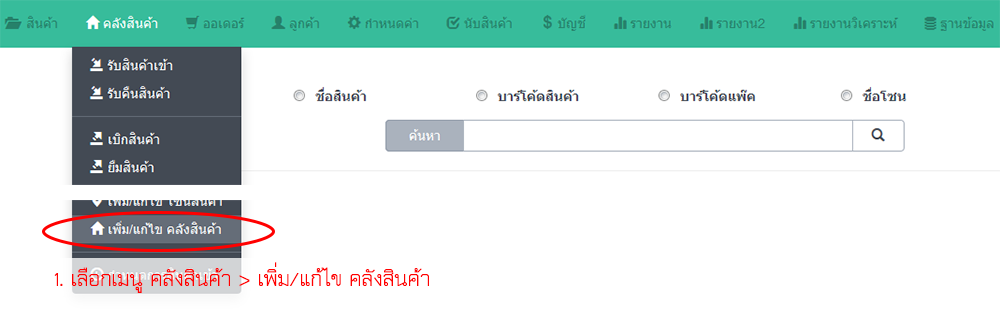 สินค้า คลังสินค้า ออเดอร์ ลูกค้า กำหนดค่า นับสินค้า $ บัญชี รายงาน รายงาน2 รายงานวิเคราะห์ ฐานข้อมูล
รับสินค้าเข้า
รับคืนสินค้า
ชื่อสินค้า บาร์โค้ดสินค้า บาร์โค้ดแพ๊ค ชื่อโซน
ค้นหา
เบิกสินค้า
ยืมสินค้า
เพิ่ม/แก้ไข โซนสินค้า
เพิ่ม/แก้ไข คลังสินค้า
1. เลือกเมนู คลังสินค้า > เพิ่ม/แก้ไข คลังสินค้า